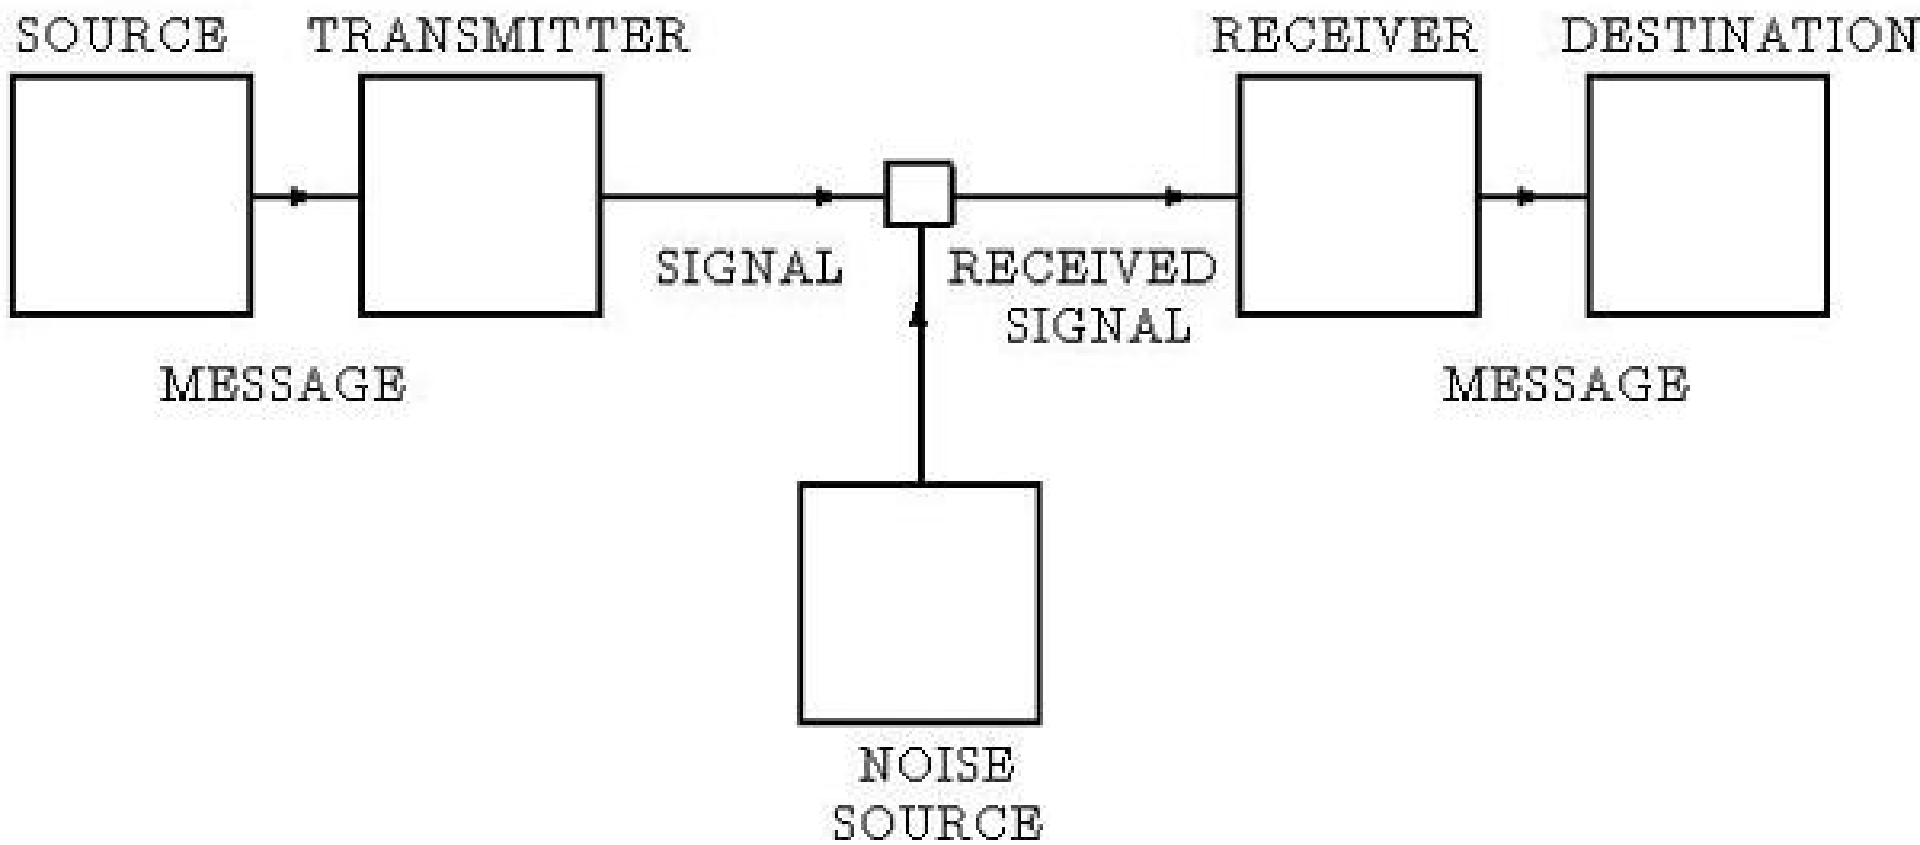 SOURCE TRANSMITTER RECEIVER DESTINATION
SIGNAL RECEIVED
SIGNAL
MESSAGE MESSAGE
NOISE
SOURCE